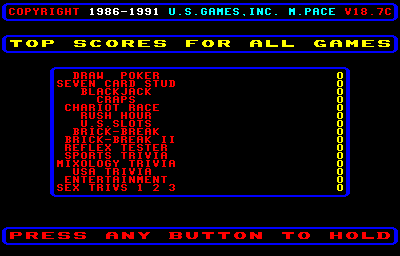 COPYRIGHT 1986-1991 U.S.GAMES,INC. M.PACE V18.7C
TOP SCORES FOR ALL GAMES
DRAW POKER 0
SEVEN CARD STUD 0
BLACKJACK 0
CRAPS 0
CHARIOT RACE 0
RUSH HOUR 0
U.S.SLOTS 0
BRICK-BREAK 0
BRICK-BREAK II 0
REFLEX TESTER 0
SPORTS TRIVIA 0
MIXOLOGY TRIVIA 0
USA TRIVIA 0
ENTERTAINMENT 0
SEX TRIVS 1 2 3 0
PRESS ANY BUTTON TO HOLD